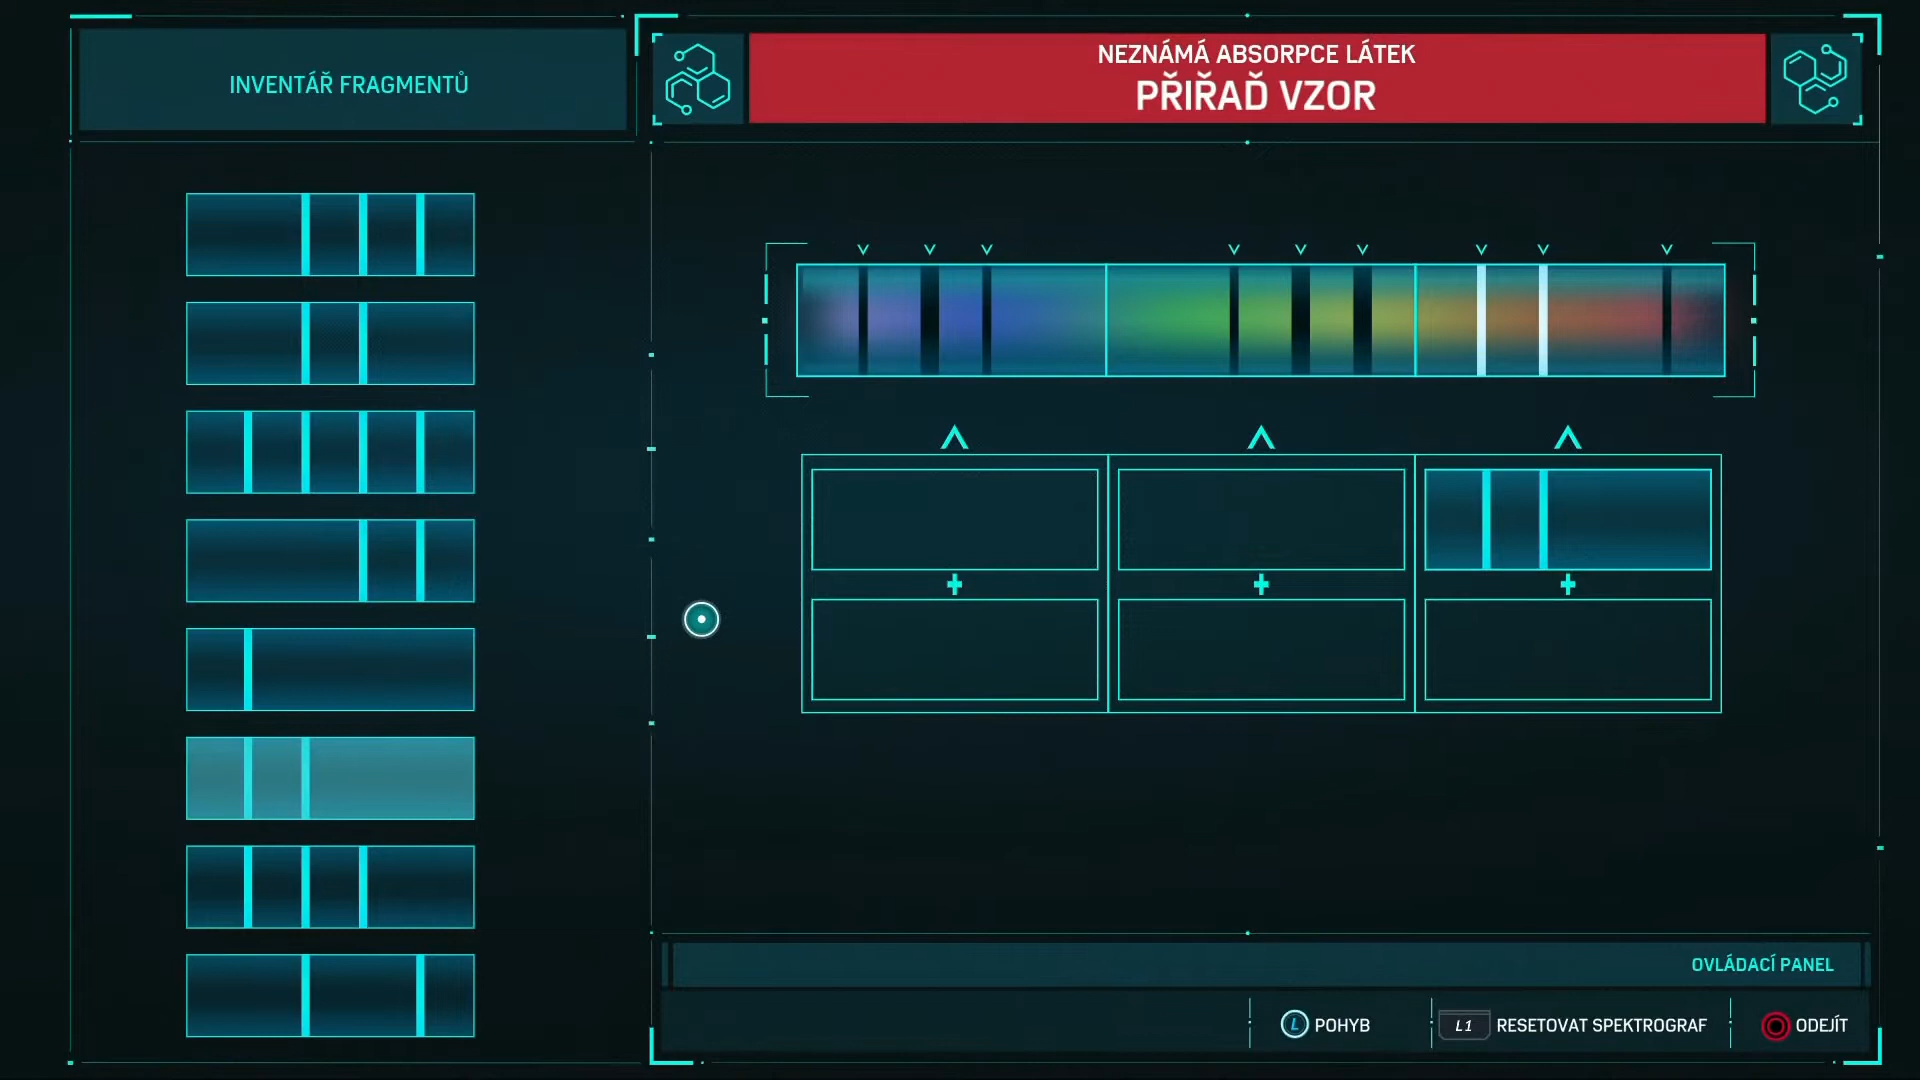 INVENTÁŘ FRAGMENTŮ
NEZNÁMÁ ABSORPCE LÁTEK
PŘIŘAĎ VZOR
OVLÁDACÍ PANEL
L POHYB
L1 RESETOVAT SPEKTROGRAF
ODEJÍT